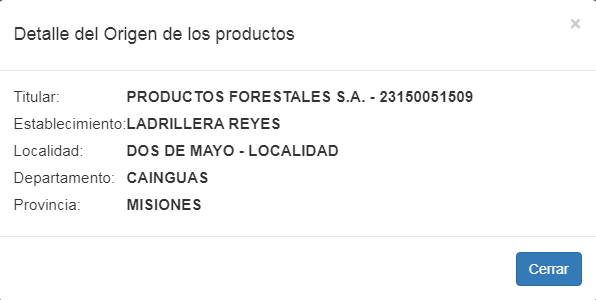 Detalle del Origen de los productos
×
Titular: PRODUCTOS FORESTALES S.A. - 23150051509
Establecimiento:LADRILLERA REYES
Localidad: DOS DE MAYO - LOCALIDAD
Departamento: CAINGUAS
Provincia: MISIONES
Cerrar